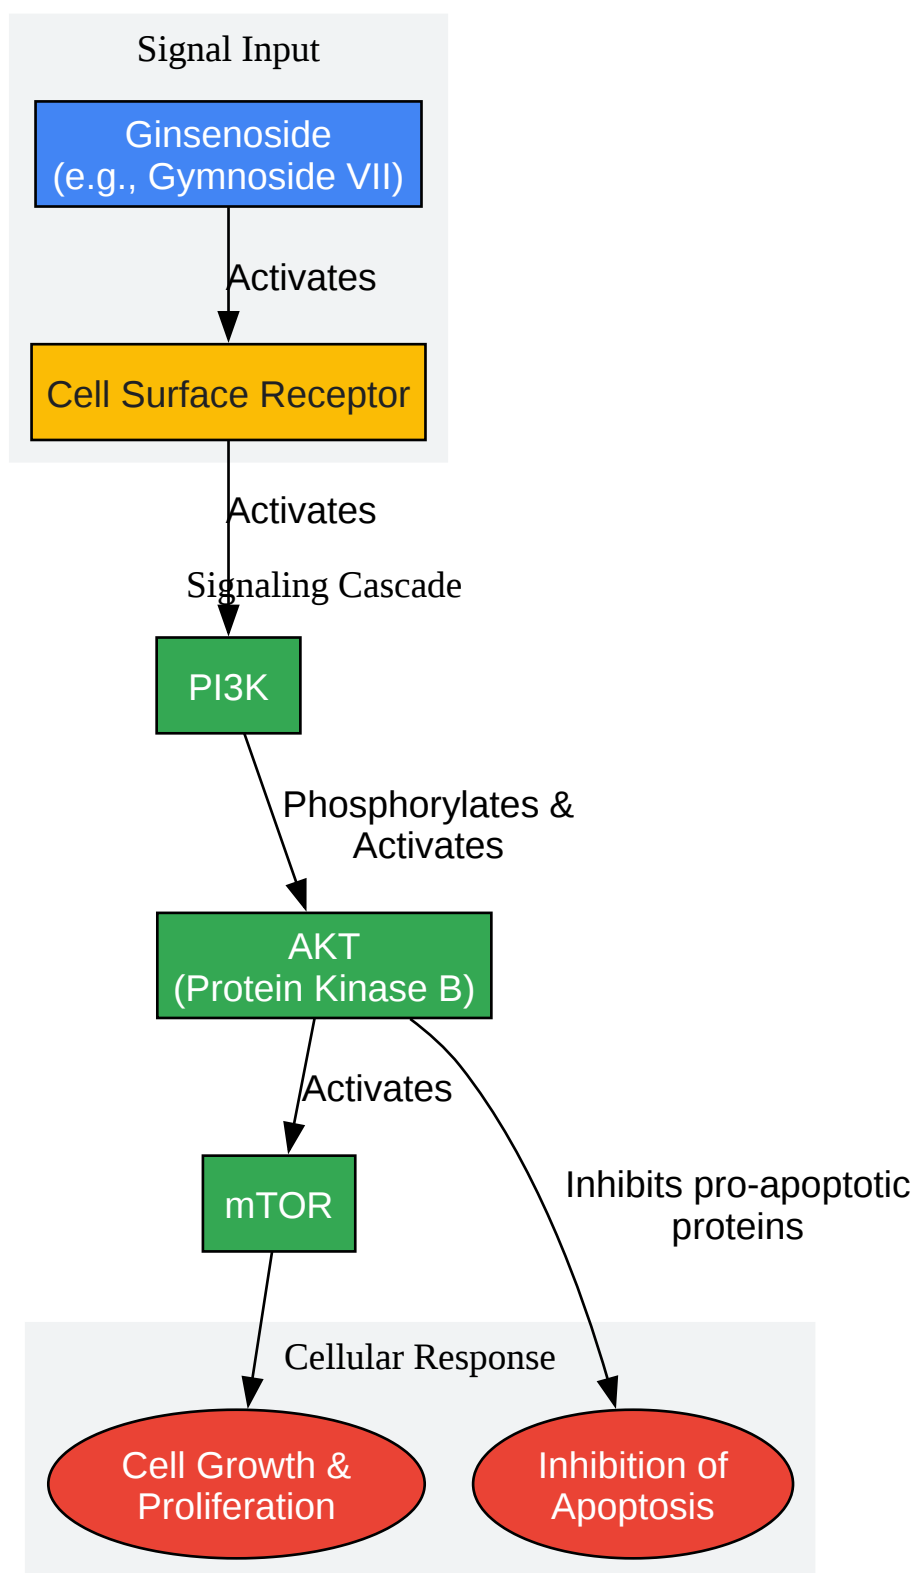 Signal Input
Ginsenoside
(e.g., Gymnoside VII)
Activates
Cell Surface Receptor
Activates
Signaling Cascade
PI3K
Phosphorylates &
Activates
AKT
(Protein Kinase B)
Activates
Inhibits pro-apoptotic
proteins
mTOR
Cellular Response
Cell Growth &
Proliferation
Inhibition of
Apoptosis